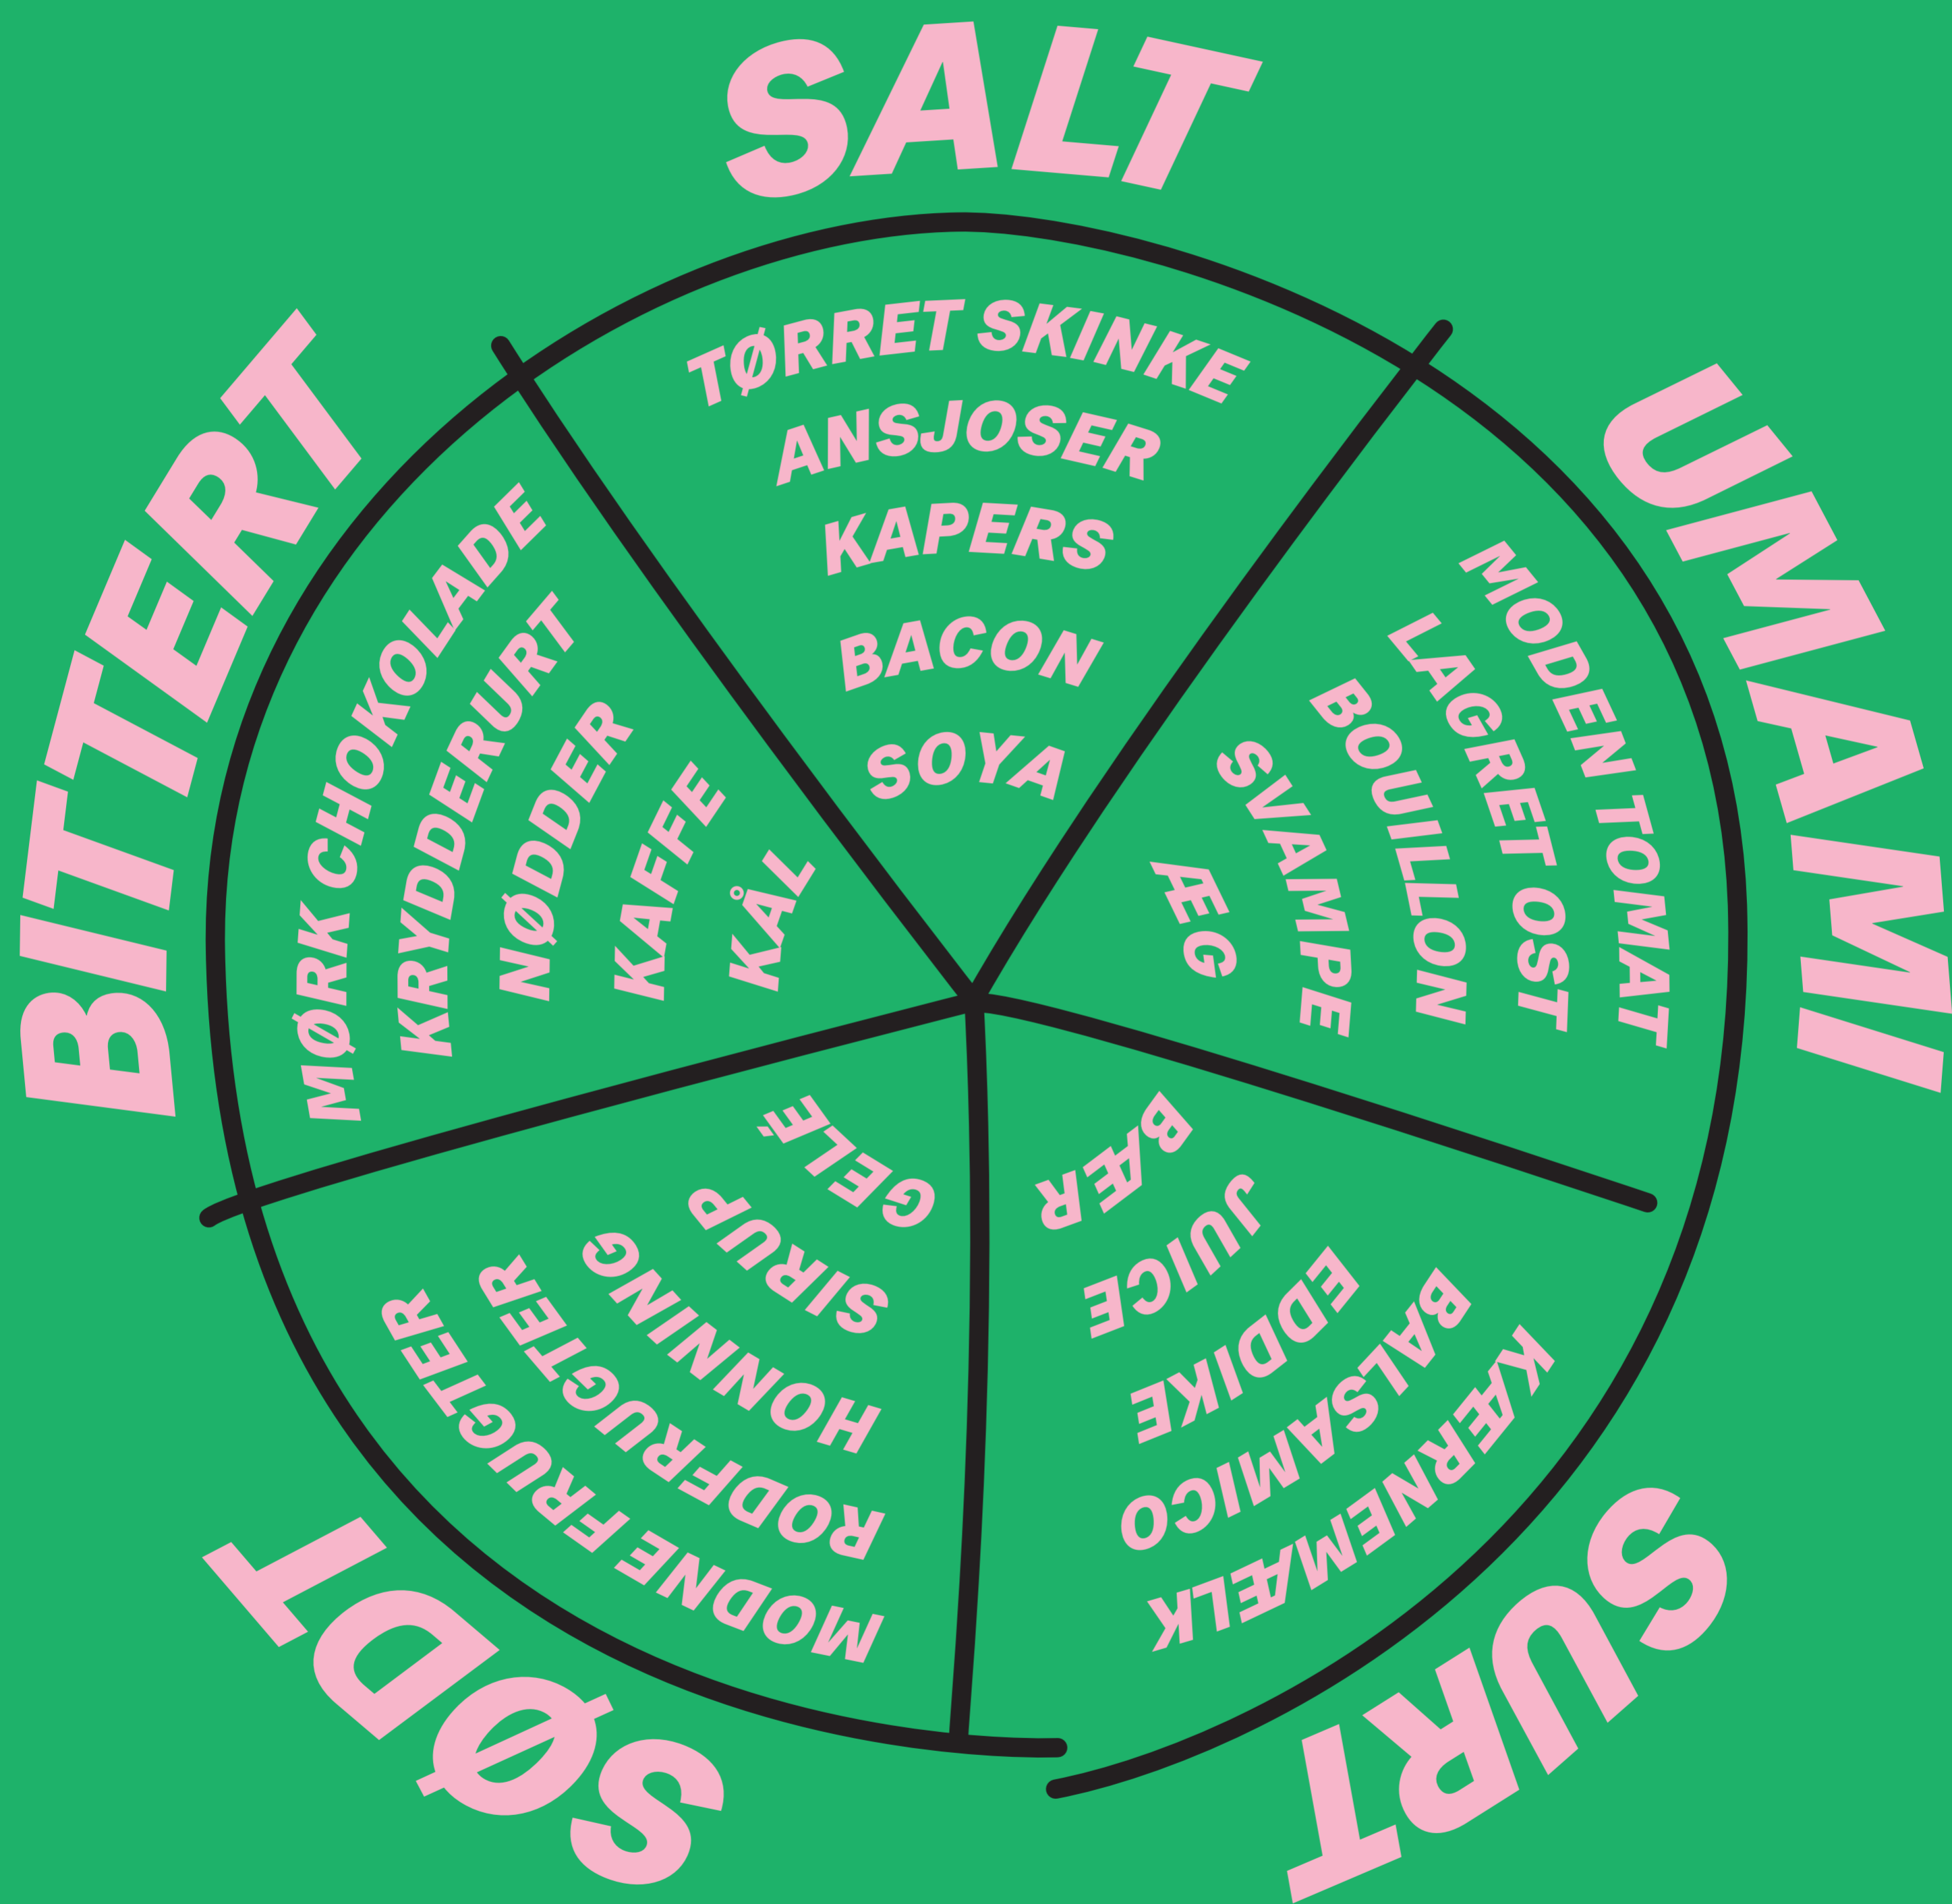 SALT
TØRRET SKINKE
ANSJOSER
KAPERS
BACON
SOYA
UMAMI
MODEN TOMAT
LAGRET OST
BOUILLON
SVAMPE
ÆG
SURT
KÆRNEMÆLK
BALSAMICO
EDDIKE
JUICE
BÆR
SØDT
MODNE FRUGTER
RODFRUGTER
HONNING
SIRUP
GELÉ
BITTERT
MØRK CHOKOLADE
KRYDDERURT
NØDDER
KAFFE
KÅL